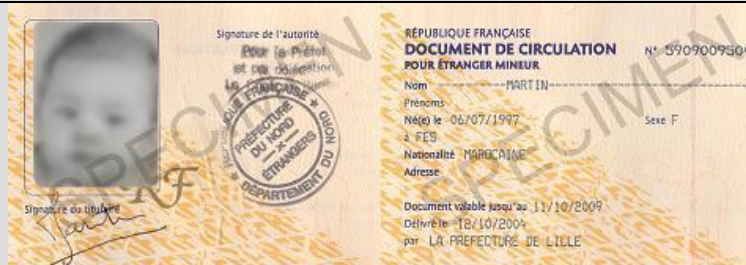 Signature de l'autorité
Pour le Préfet
et par délégation
RÉPUBLIQUE FRANÇAISE
PRÉFECTURE
DU NORD
ÉTRANGERS
DÉPARTEMENT DU NORD
RF
Signature du titulaire
SPECIMEN
RÉPUBLIQUE FRANÇAISE
DOCUMENT DE CIRCULATION N° 5909009500
POUR ÉTRANGER MINEUR
Nom MARTIN
Prénoms
Né(e) le 06/07/1997 Sexe F
à FES
Nationalité MAROCAINE
Adresse
Document valable jusqu'au 11/10/2009
Délivré le 12/10/2004
par LA PREFECTURE DE LILLE
SPECIMEN